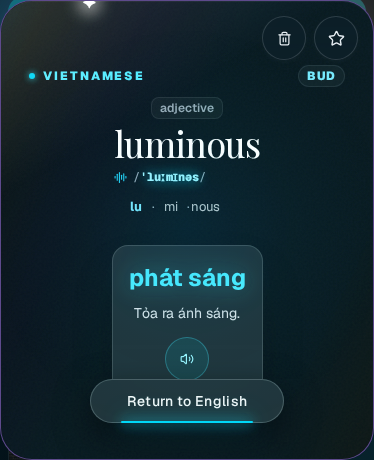 VIETNAMESE
BUD
adjective
luminous
/ˈluːmɪnəs/
lu · mi ·nous
phát sáng
Tỏa ra ánh sáng.
Return to English